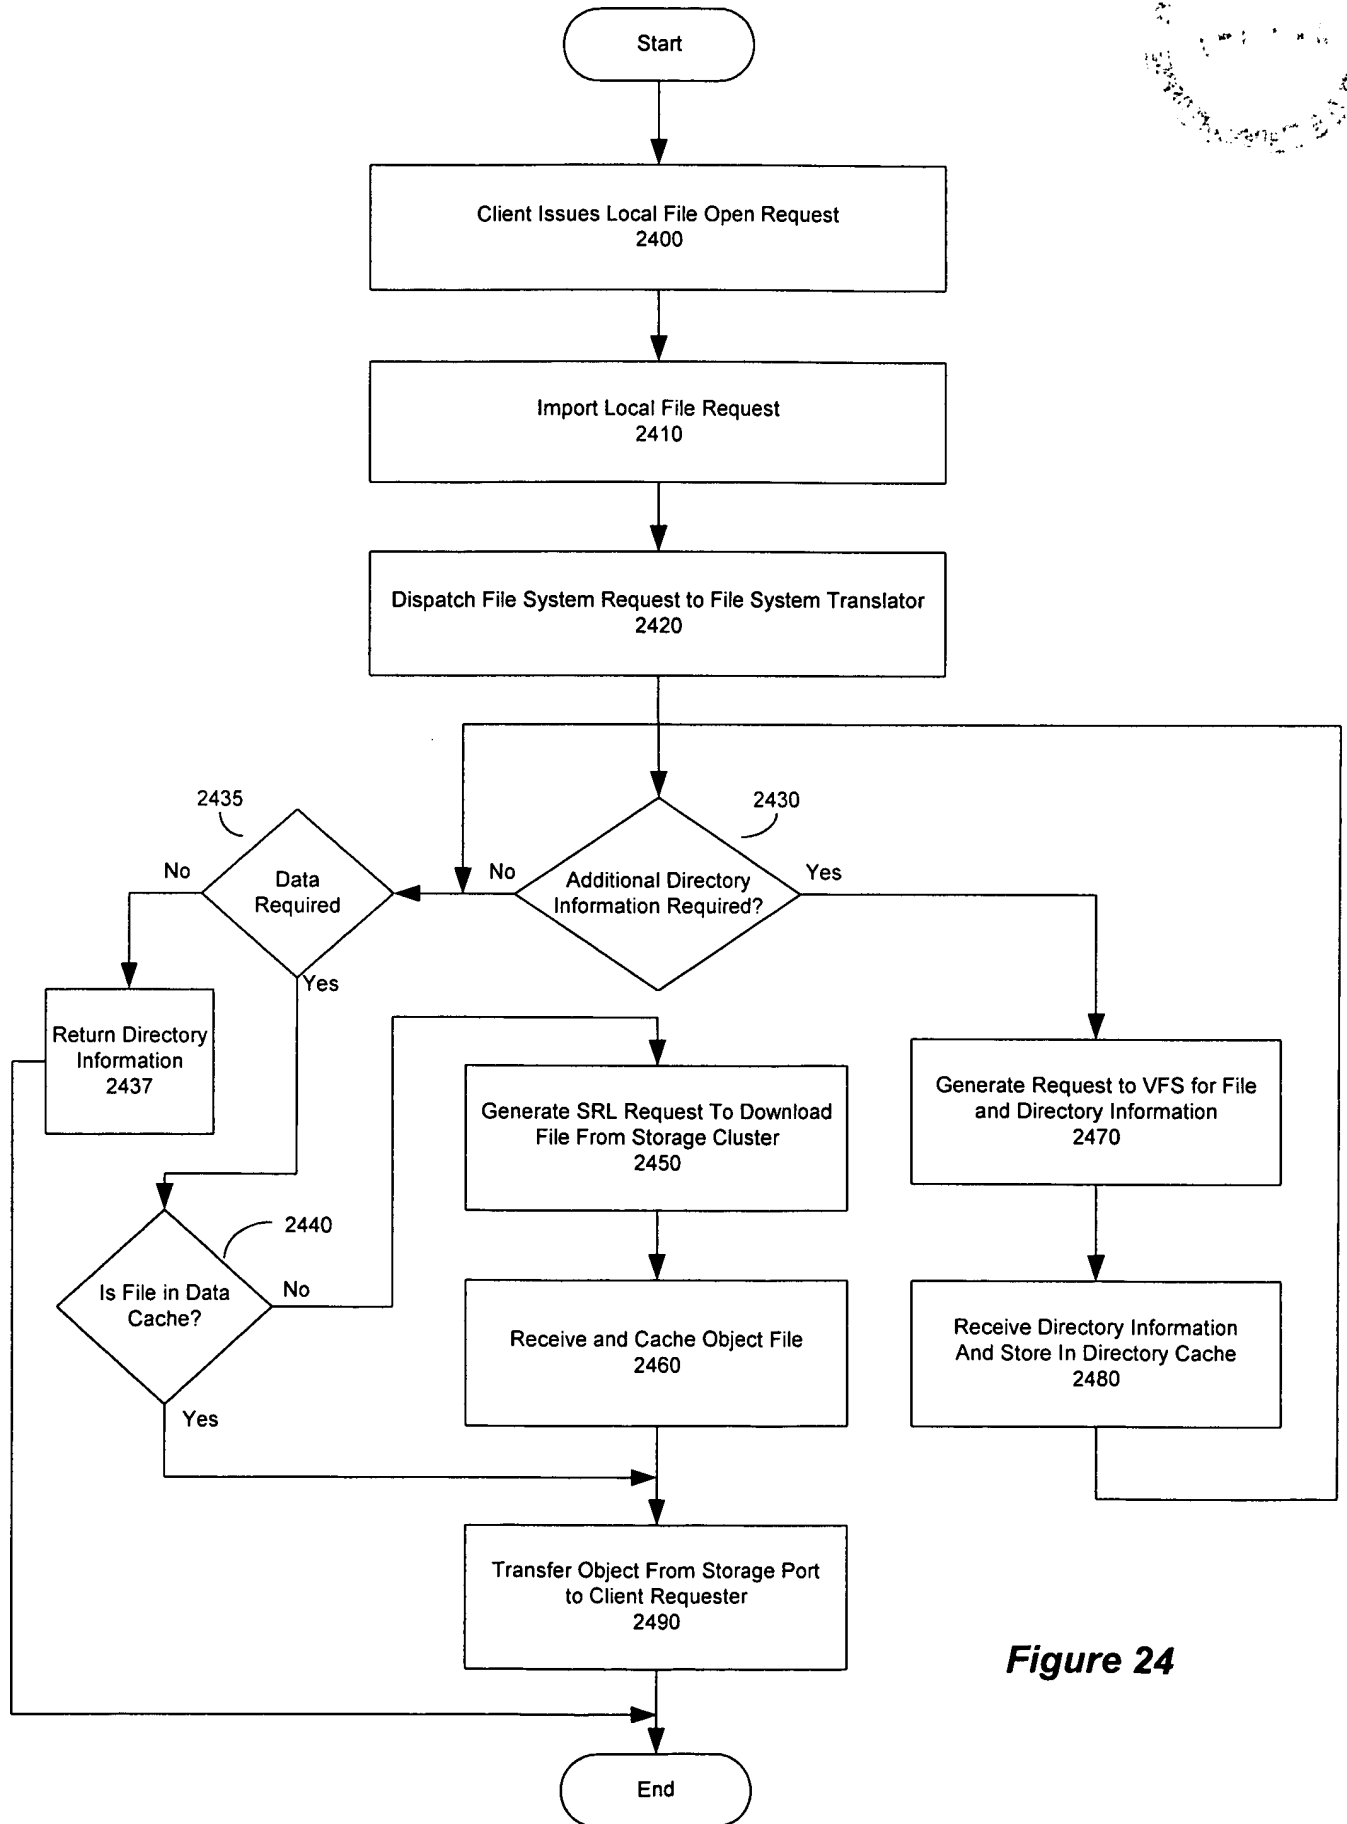 Start
Client Issues Local File Open Request
2400
Import Local File Request
2410
Dispatch File System Request to File System Translator
2420
2435
2430
No
Data
Required
No
Additional Directory
Information Required?
Yes
Yes
Return Directory
Information
2437
Generate SRL Request To Download
File From Storage Cluster
2450
Generate Request to VFS for File
and Directory Information
2470
2440
Is File in Data
Cache?
No
Receive and Cache Object File
2460
Receive Directory Information
And Store In Directory Cache
2480
Yes
Transfer Object From Storage Port
to Client Requester
2490
Figure 24
End